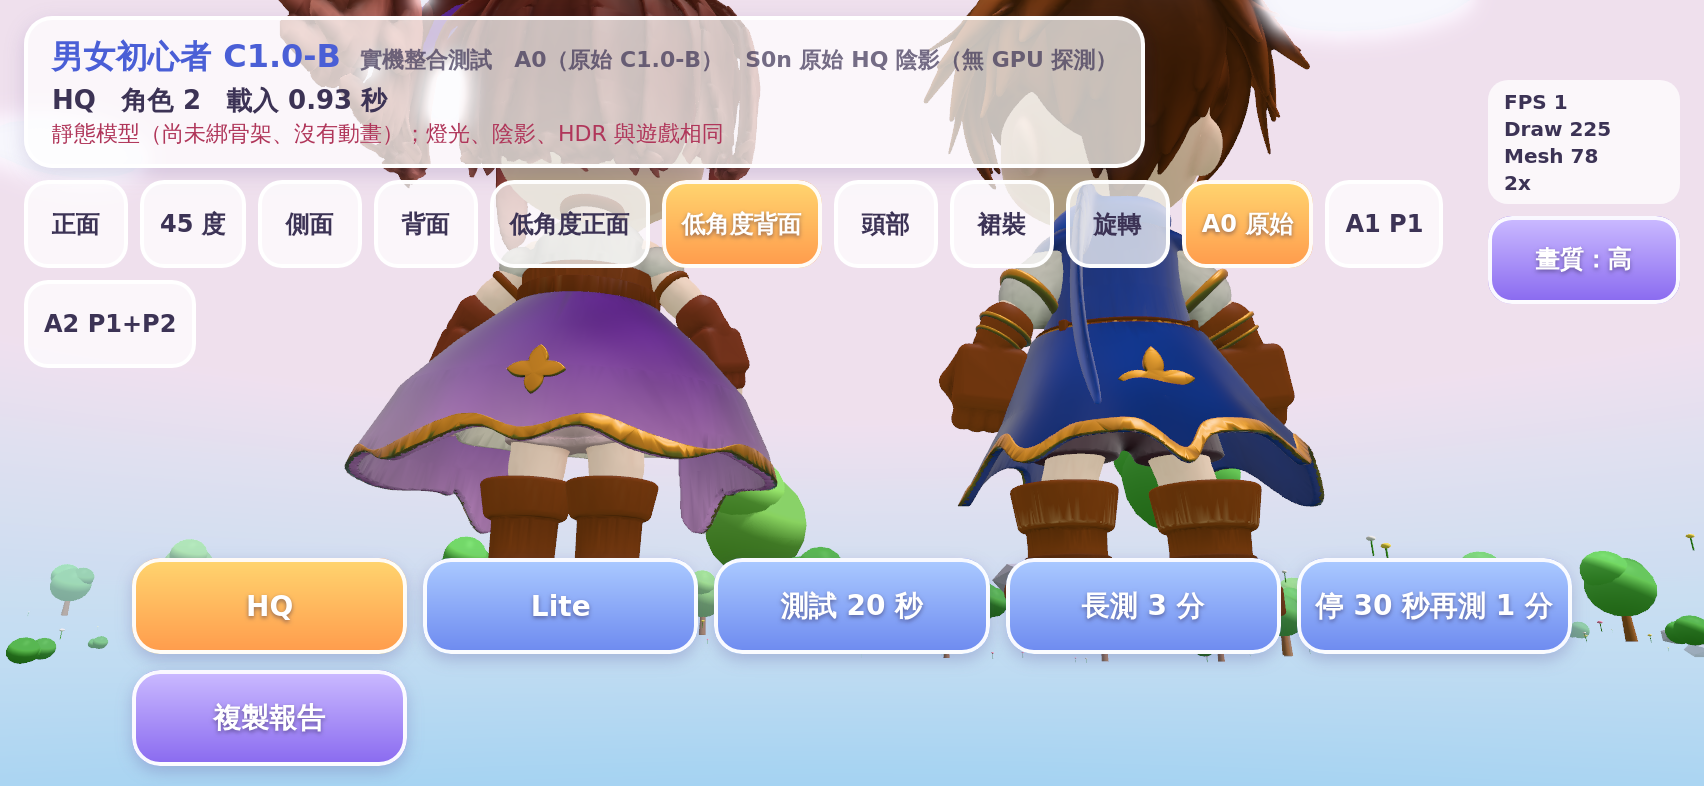 男女初心者 C1.0-B 實機整合測試 A0（原始 C1.0-B） S0n 原始 HQ 陰影（無 GPU 探測）
HQ 角色 2 載入 0.93 秒
靜態模型（尚未綁骨架、沒有動畫）；燈光、陰影、HDR 與遊戲相同
FPS 1
Draw 225
Mesh 78
2x
畫質：高
正面 45 度 側面 背面 低角度正面 低角度背面 頭部 裙裝 旋轉 A0 原始 A1 P1
A2 P1+P2
HQ Lite 測試 20 秒 長測 3 分 停 30 秒再測 1 分
複製報告